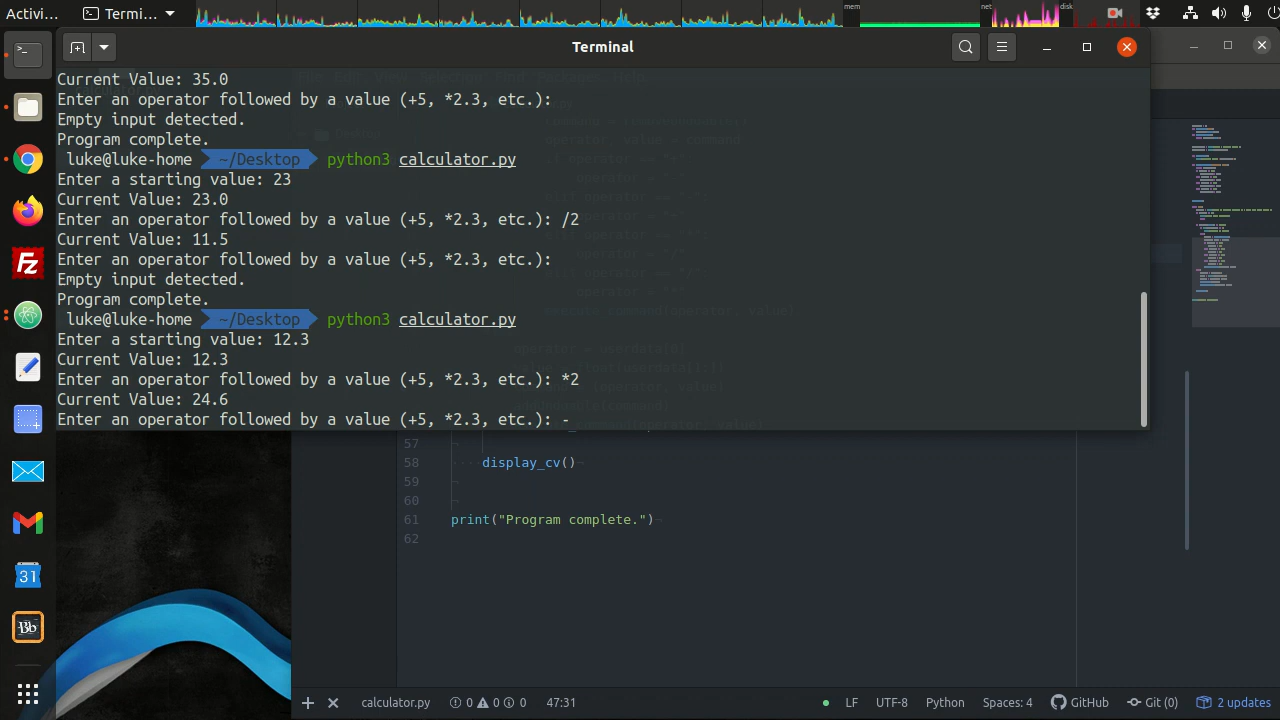 Activi...
Termi...
mem
net
disk
Terminal
Current Value: 35.0
Enter an operator followed by a value (+5, *2.3, etc.):
Empty input detected.
Program complete.
luke@luke-home ~/Desktop python3 calculator.py
Enter a starting value: 23
Current Value: 23.0
Enter an operator followed by a value (+5, *2.3, etc.): /2
Current Value: 11.5
Enter an operator followed by a value (+5, *2.3, etc.):
Empty input detected.
Program complete.
luke@luke-home ~/Desktop python3 calculator.py
Enter a starting value: 12.3
Current Value: 12.3
Enter an operator followed by a value (+5, *2.3, etc.): *2
Current Value: 24.6
Enter an operator followed by a value (+5, *2.3, etc.): -
57
58 display_cv()
59
60
61 print("Program complete.")
62
Fz
31
Bb
calculator.py 0 0 0 47:31 LF UTF-8 Python Spaces: 4 GitHub Git (0) 2 updates